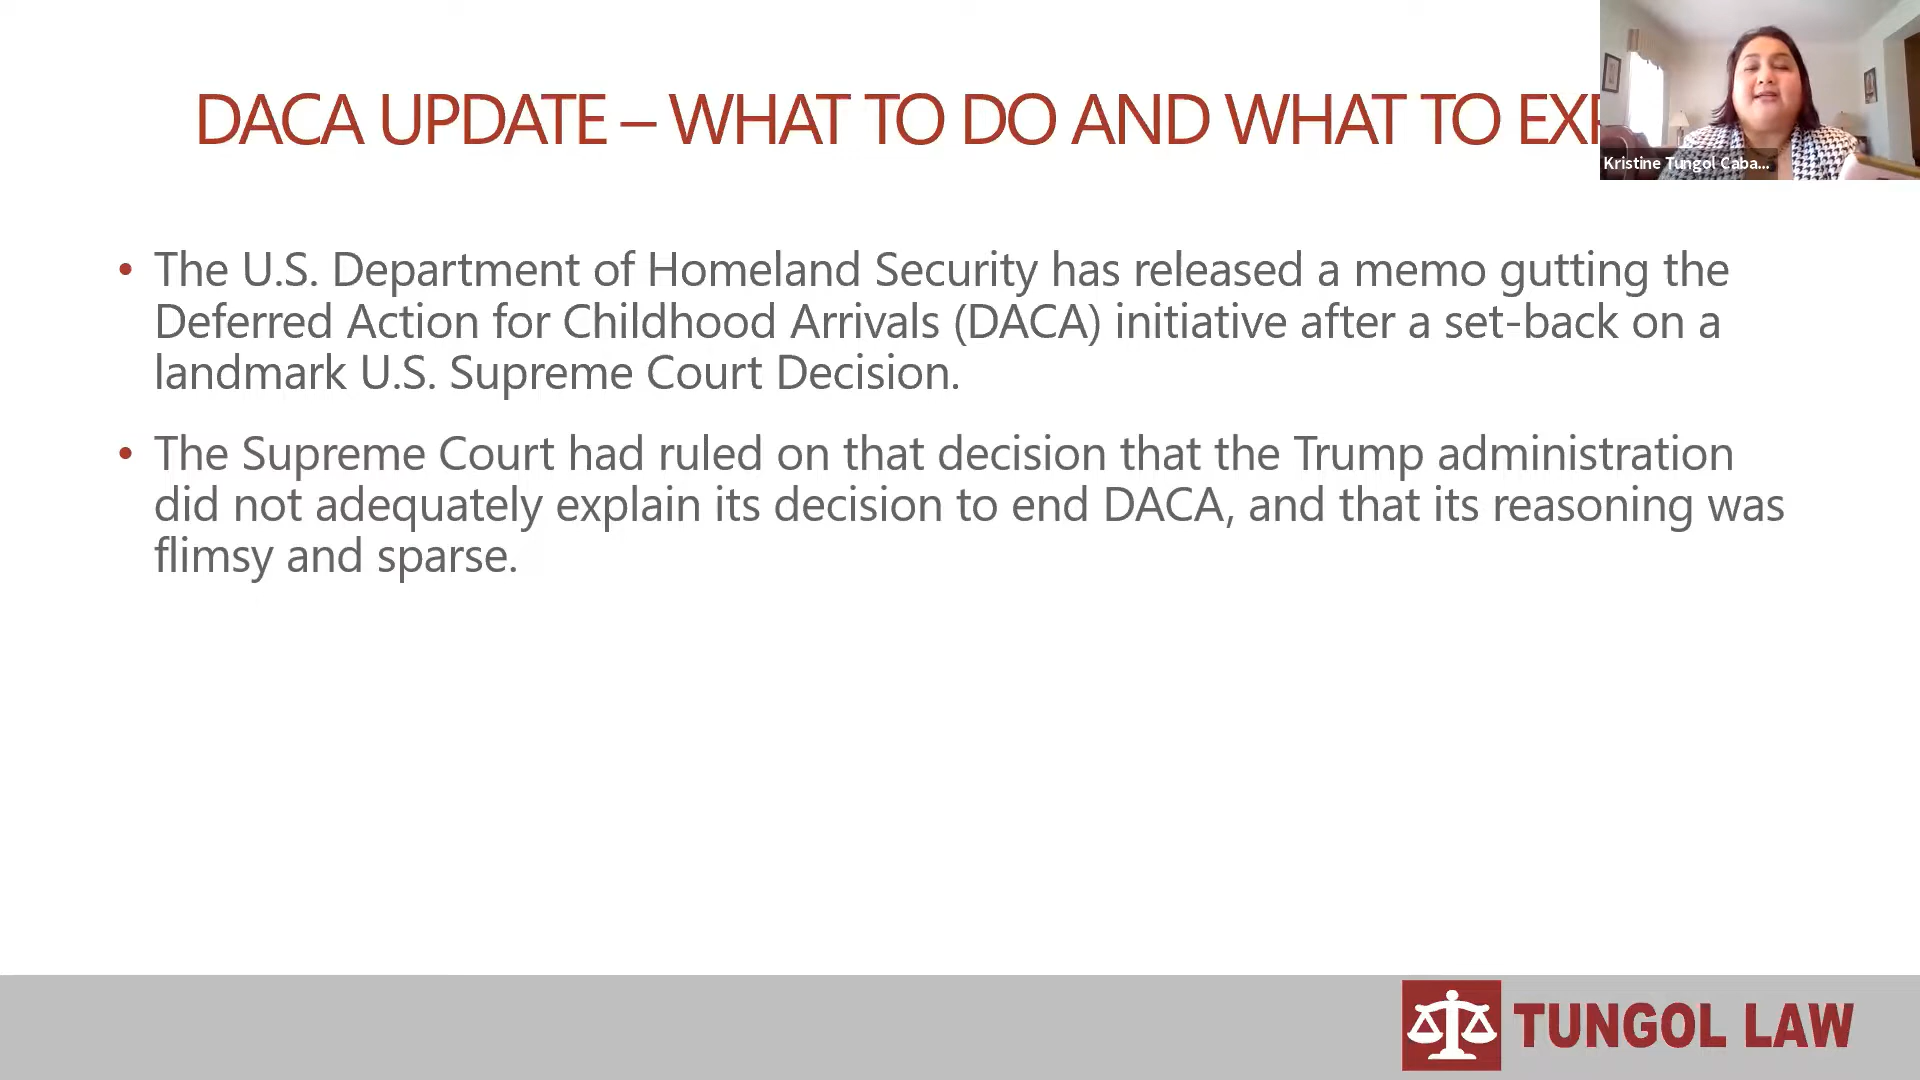 DACA UPDATE – WHAT TO DO AND WHAT TO EXP
Kristine Tungol Caba...
• The U.S. Department of Homeland Security has released a memo gutting the
Deferred Action for Childhood Arrivals (DACA) initiative after a set-back on a
landmark U.S. Supreme Court Decision.
• The Supreme Court had ruled on that decision that the Trump administration
did not adequately explain its decision to end DACA, and that its reasoning was
flimsy and sparse.
TUNGOL LAW